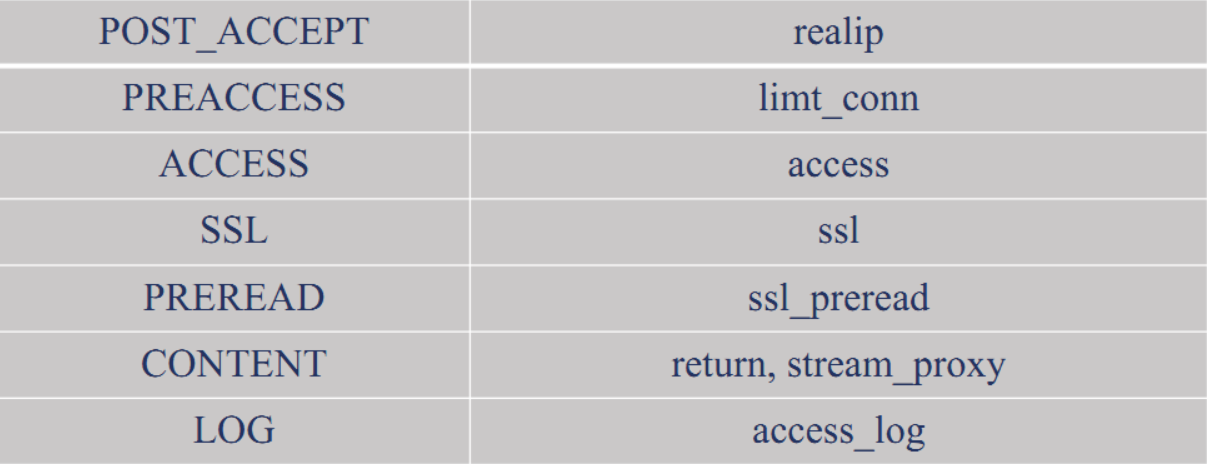 POST_ACCEPT realip
PREACCESS limt_conn
ACCESS access
SSL ssl
PREREAD ssl_preread
CONTENT return, stream_proxy
LOG access_log